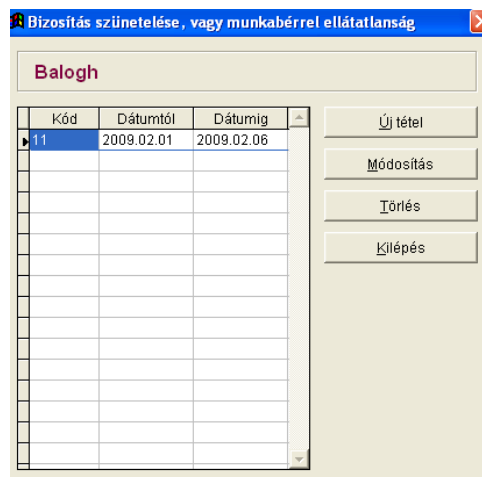 Bizosítás szünetelése, vagy munkabérrel ellátatlanság
Balogh
Kód Dátumtól Dátumig
11 2009.02.01 2009.02.06
Új tétel
Módosítás
Törlés
Kilépés